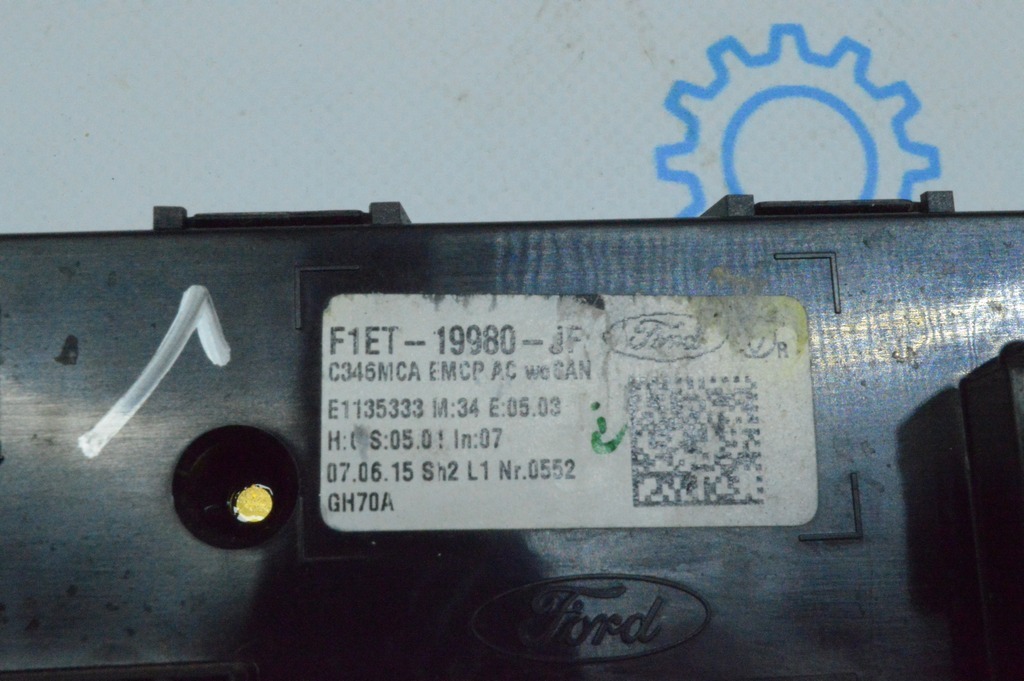 F1ET-19980-JF Ford
R
C346MCA EMCP AC woCAN
E1135333 M:34 E:05.03
S:05.01 In:07
07.06.15 Sh2 L1 Nr.0552
GH70A
Ford